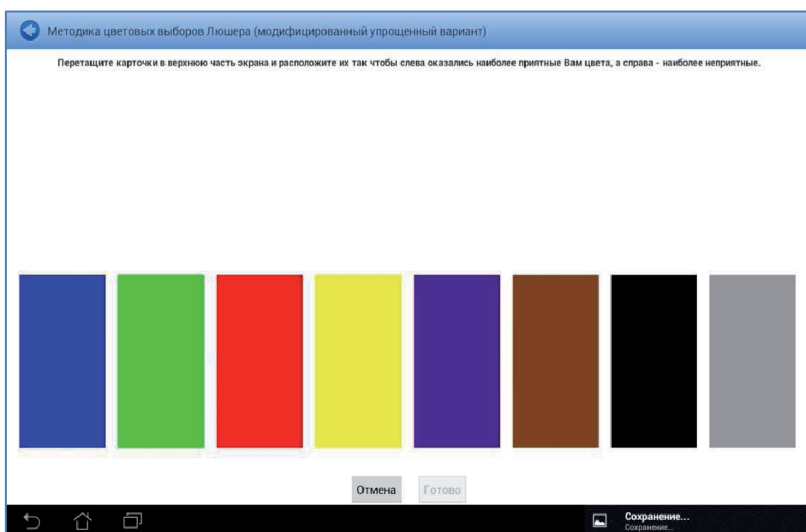 Методика цветовых выборов Люшера (модифицированный упрощенный вариант)
Перетащите карточки в верхнюю часть экрана и расположите их так чтобы слева оказались наиболее приятные Вам цвета, а справа - наиболее неприятные.
Отмена
Готово
Сохранение...
Сохранение...